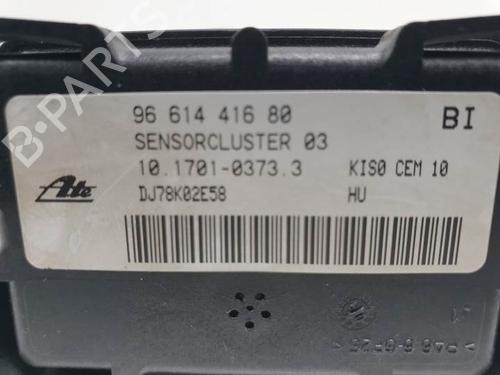 96 614 416 80 BI
SENSORCLUSTER 03
10.1701-0373.3 KIS0 CEM 10
Ate DJ78K02E58 HU
B-PARTS